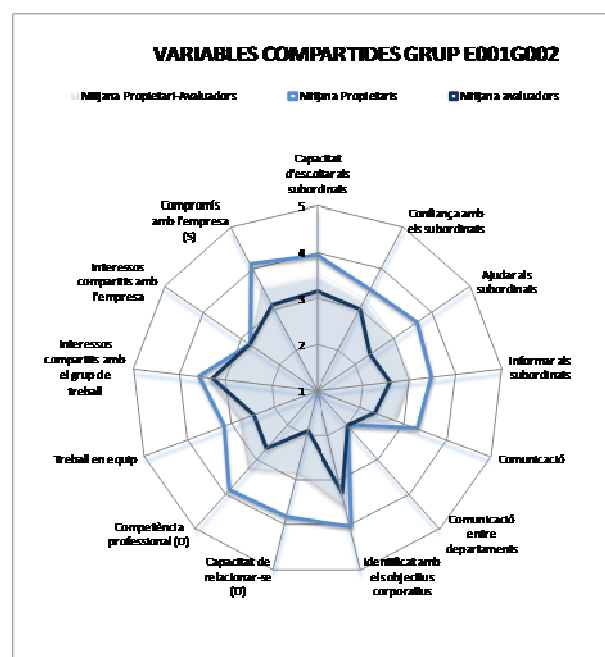 VARIABLES COMPARTIDES GRUP E001G002
Mitjana Propietari-Avaluadors
Mitjana Propietaris
Mitjana avaluadors
Capacitat
d'escoltar als
subordinats
Confiança amb
els subordinats
Ajudar als
subordinats
Informar als
subordinats
Comunicació
Comunicació
entre
departaments
Identificat amb
els objectius
corporatius
Capacitat de
relacionar-se
(O)
Competència
professional (O)
Treball en equip
Interessos
compartits amb
el grup de
treball
Interessos
compartits amb
l'empresa
Compromís
amb l'empresa
(S)
5
4
3
2
1